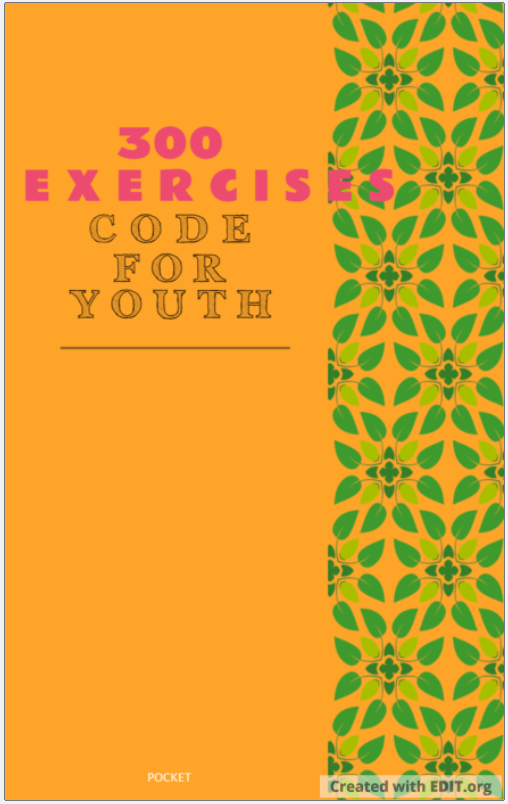 300
EXERCISES
CODE
FOR
YOUTH
POCKET
Created with EDIT.org